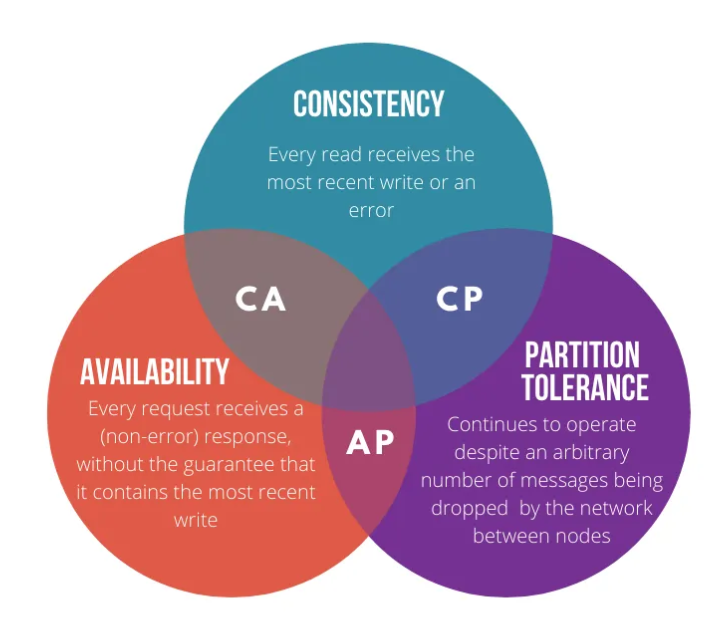 CONSISTENCY
Every read receives the
most recent write or an
error
CA
CP
AVAILABILITY
Every request receives a
(non-error) response,
without the guarantee that
it contains the most recent
write
AP
PARTITION
TOLERANCE
Continues to operate
despite an arbitrary
number of messages being
dropped by the network
between nodes